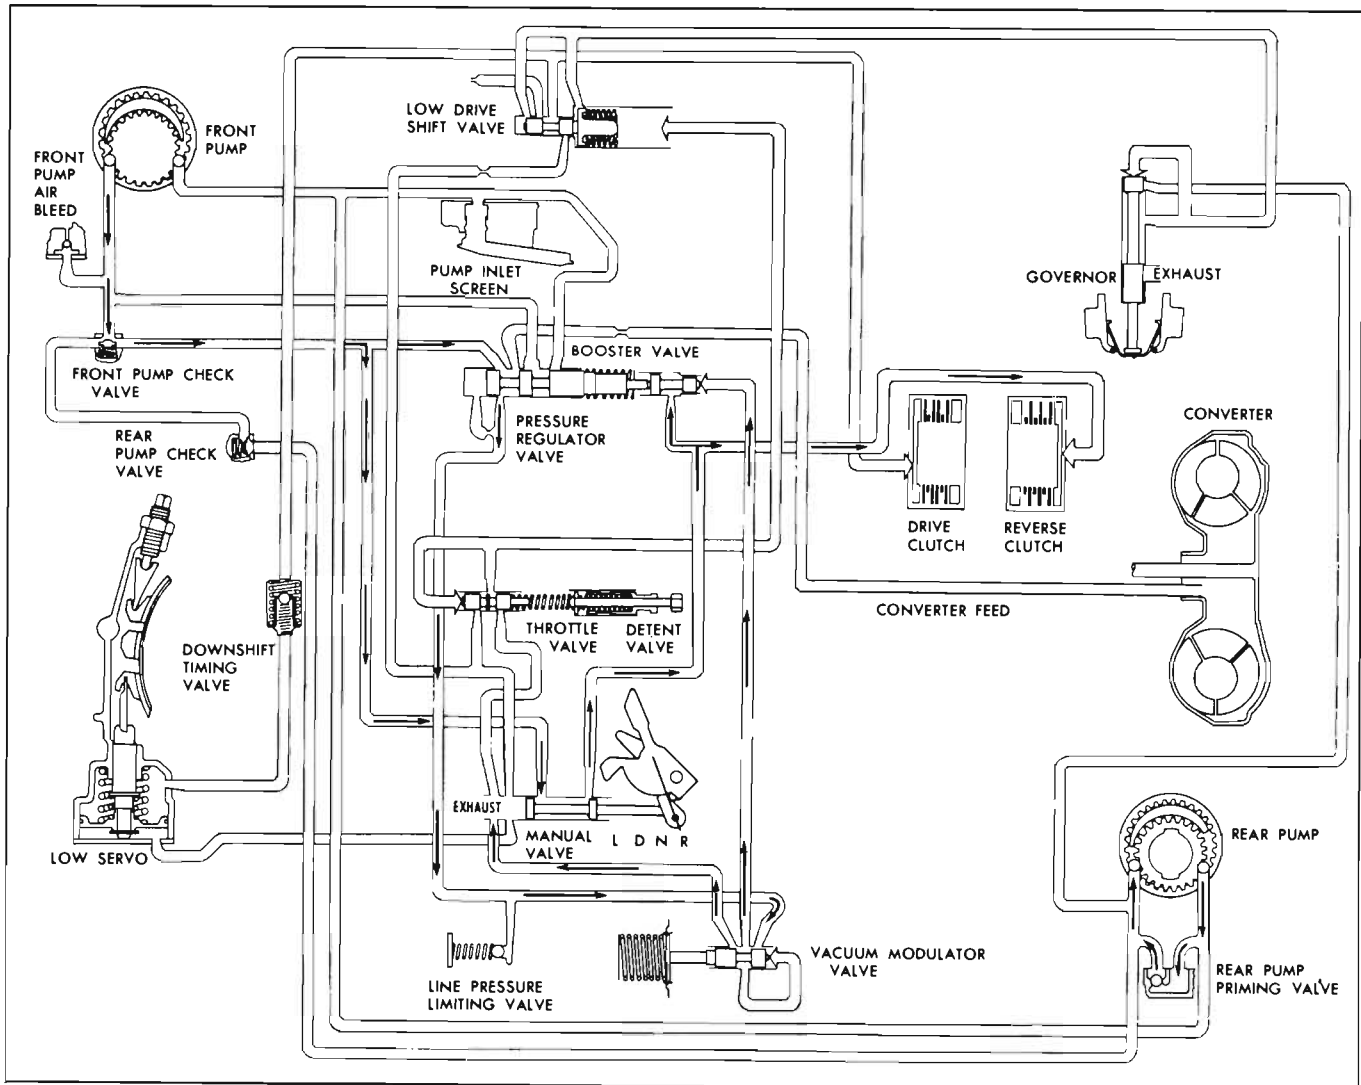 LOW DRIVE
SHIFT VALVE
FRONT
PUMP
FRONT
PUMP
AIR
BLEED
PUMP INLET
SCREEN
GOVERNOR
EXHAUST
FRONT PUMP CHECK
VALVE
BOOSTER VALVE
PRESSURE
REGULATOR
VALVE
REAR
PUMP CHECK
VALVE
CONVERTER
DRIVE
CLUTCH
REVERSE
CLUTCH
CONVERTER FEED
THROTTLE
VALVE
DETENT
VALVE
DOWNSHIFT
TIMING
VALVE
EXHAUST
MANUAL
VALVE
L D N R
LOW SERVO
REAR PUMP
VACUUM MODULATOR
VALVE
LINE PRESSURE
LIMITING VALVE
REAR PUMP
PRIMING VALVE